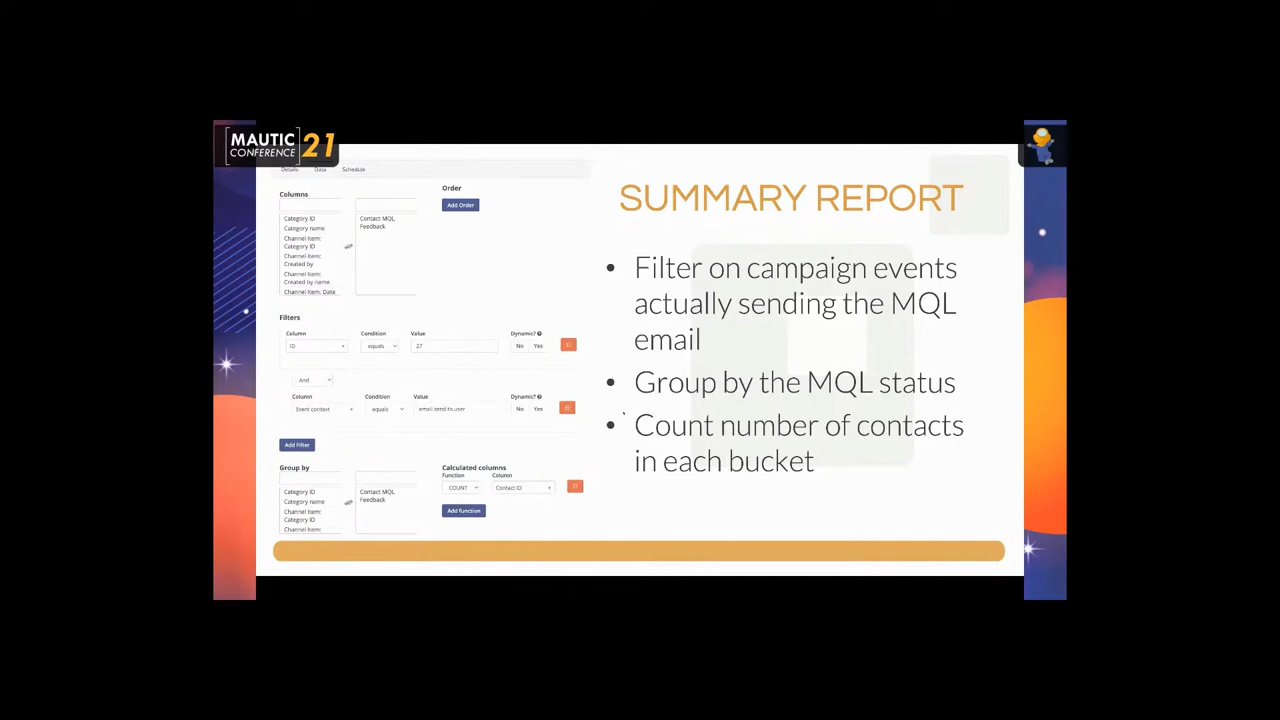 MAUTIC
CONFERENCE 21
Details Data Schedule
Columns
Category ID
Category name
Channel Item:
Category ID
Channel Item:
Created by
Channel Item:
Created by name
Channel Item: Date
Contact MQL
Feedback
Order
Add Order
Filters
Column Condition Value Dynamic?
ID equals 27 No Yes
And
Column Condition Value Dynamic?
Event context equals email.send.to.user No Yes
Add Filter
Group by
Category ID
Category name
Channel Item:
Category ID
Channel Item:
Contact MQL
Feedback
Calculated columns
Function Column
COUNT Contact ID
Add function
SUMMARY REPORT
• Filter on campaign events
actually sending the MQL
email
• Group by the MQL status
• Count number of contacts
in each bucket